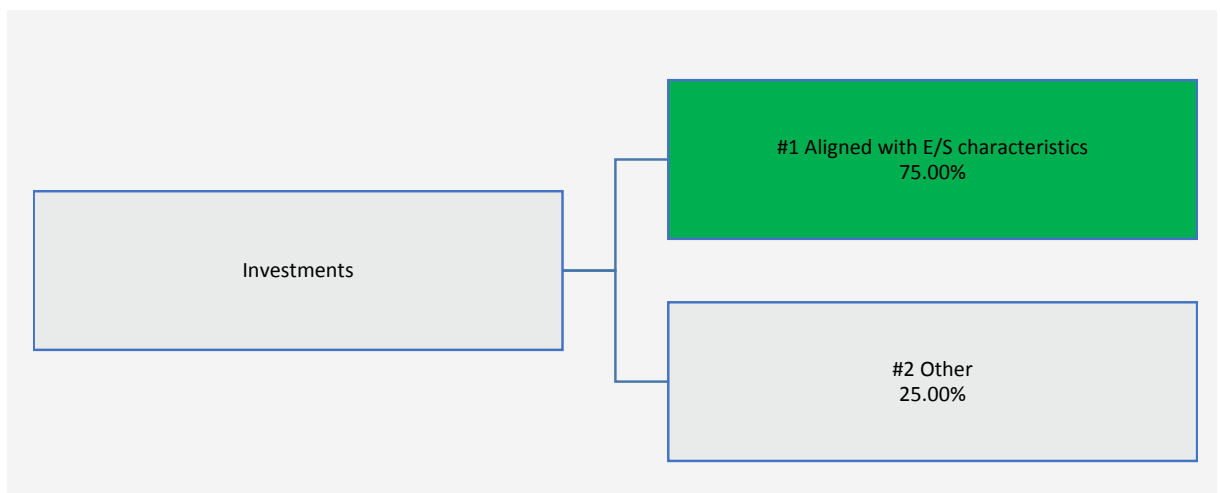 Investments
#1 Aligned with E/S characteristics
75.00%
#2 Other
25.00%